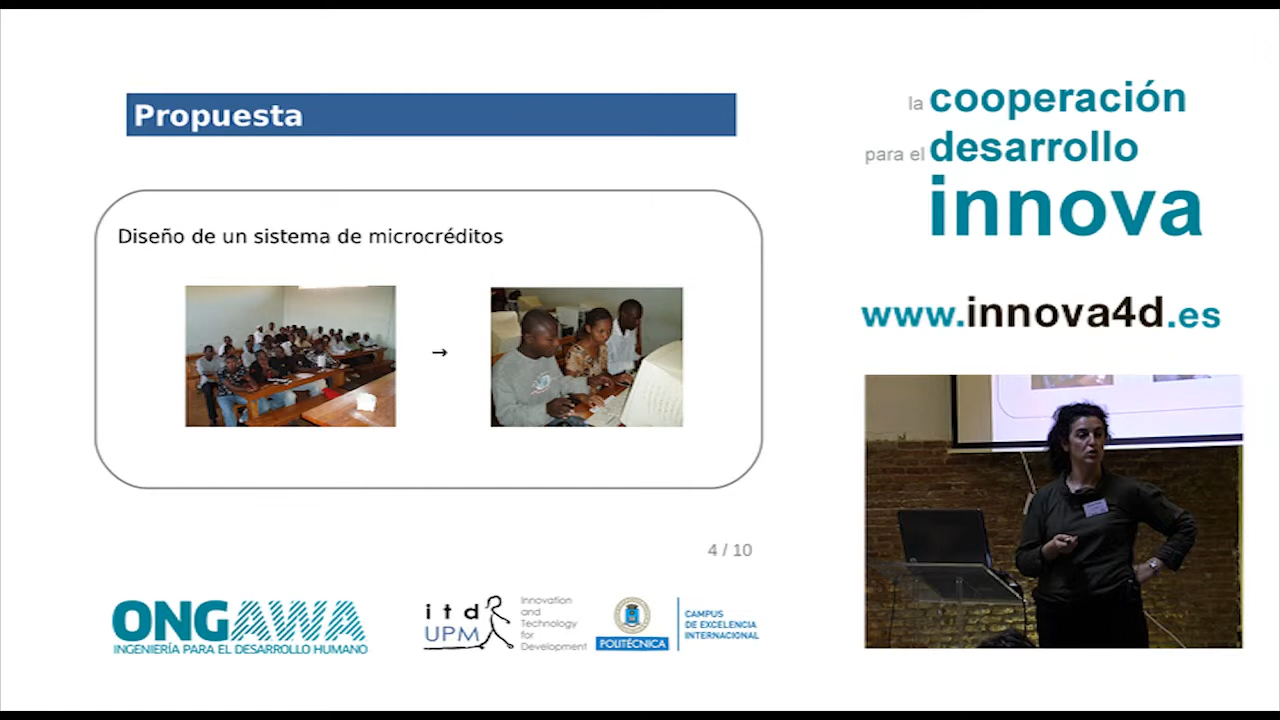 Propuesta
Diseño de un sistema de microcréditos
→
4 / 10
la cooperación
para el desarrollo
innova
www.innova4d.es
ONGAWA
INGENIERÍA PARA EL DESARROLLO HUMANO
itd
UPM
Innovation
and
Technology
for
Development
POLITÉCNICA
CAMPUS
DE EXCELENCIA
INTERNACIONAL